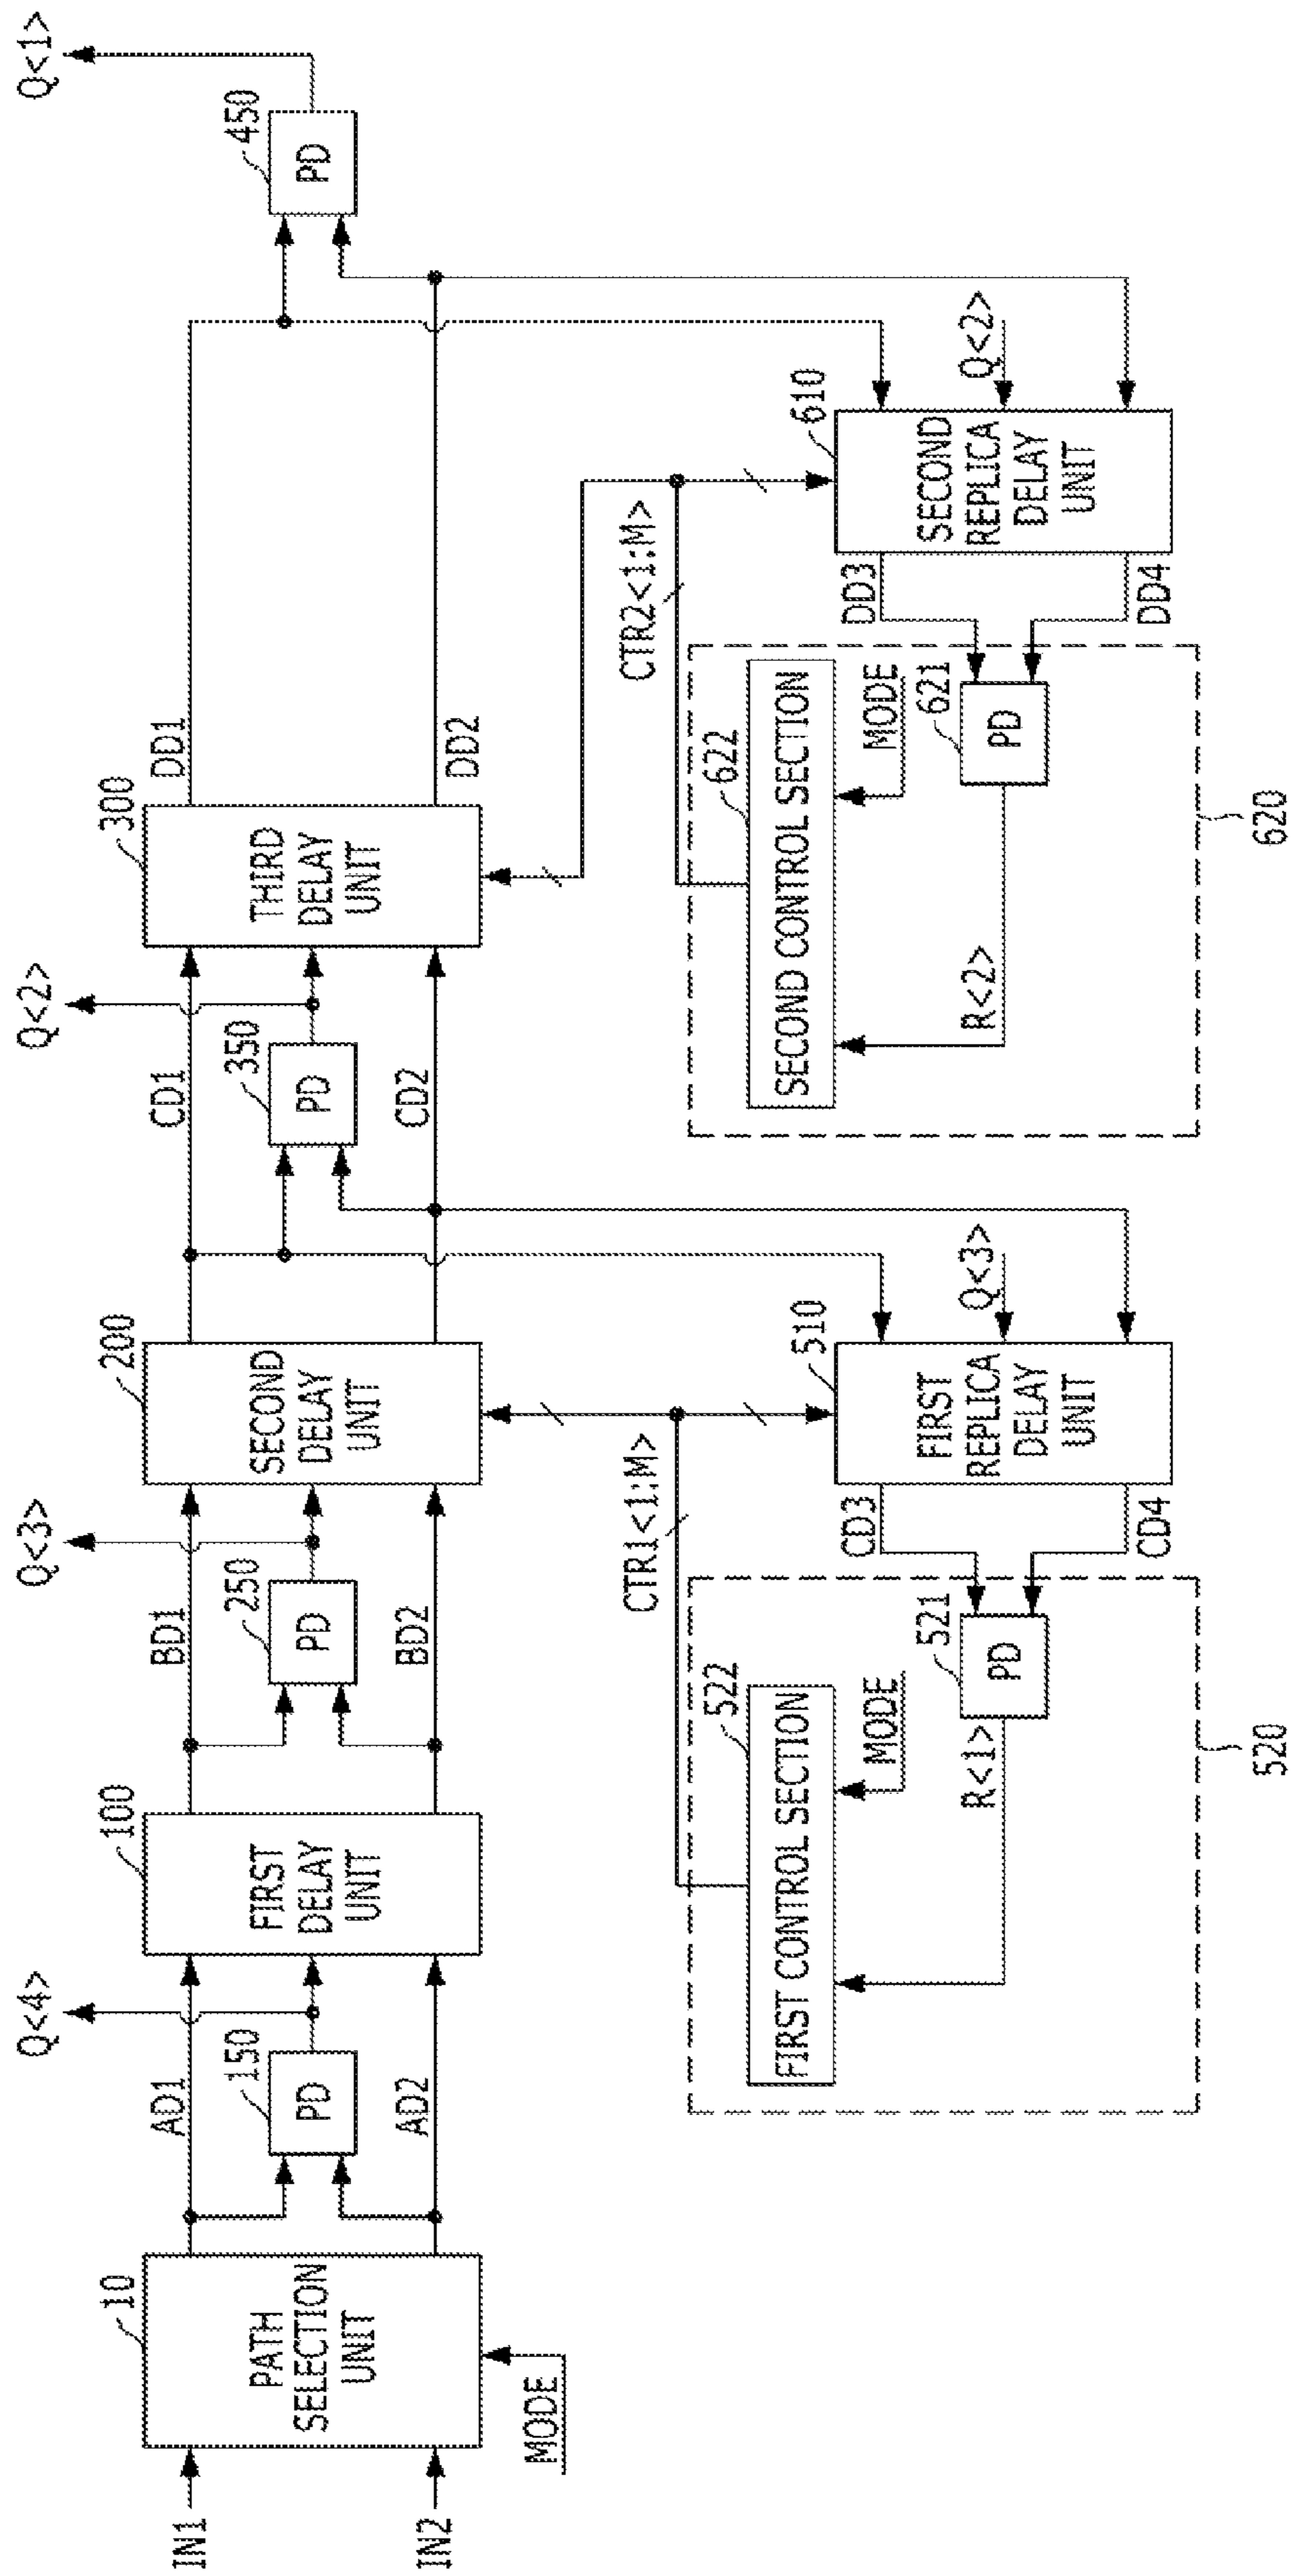 IN1
IN2
10
PATH
SELECTION
UNIT
MODE
AD1
AD2
150
PD
Q<4>
100
FIRST
DELAY
UNIT
BD1
BD2
250
PD
Q<3>
200
SECOND
DELAY
UNIT
CD1
CD2
350
PD
Q<2>
300
THIRD
DELAY
UNIT
DD1
DD2
450
PD
Q<1>
CTR1<1:M>
522
FIRST CONTROL SECTION
MODE
521
PD
R<1>
520
CD3
CD4
510
FIRST
REPLICA
DELAY
UNIT
Q<3>
CTR2<1:M>
622
SECOND CONTROL SECTION
MODE
621
PD
R<2>
620
DD3
DD4
610
SECOND
REPLICA
DELAY
UNIT
Q<2>